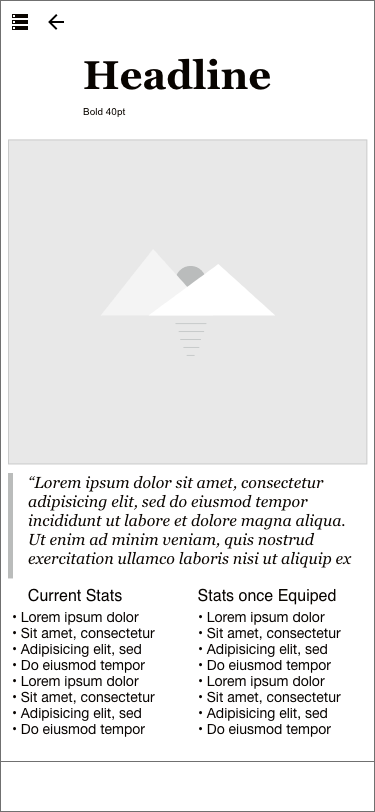 Headline
Bold 40pt
“Lorem ipsum dolor sit amet, consectetur
adipisicing elit, sed do eiusmod tempor
incididunt ut labore et dolore magna aliqua.
Ut enim ad minim veniam, quis nostrud
exercitation ullamco laboris nisi ut aliquip ex
Current Stats
• Lorem ipsum dolor
• Sit amet, consectetur
• Adipisicing elit, sed
• Do eiusmod tempor
• Lorem ipsum dolor
• Sit amet, consectetur
• Adipisicing elit, sed
• Do eiusmod tempor
Stats once Equiped
• Lorem ipsum dolor
• Sit amet, consectetur
• Adipisicing elit, sed
• Do eiusmod tempor
• Lorem ipsum dolor
• Sit amet, consectetur
• Adipisicing elit, sed
• Do eiusmod tempor